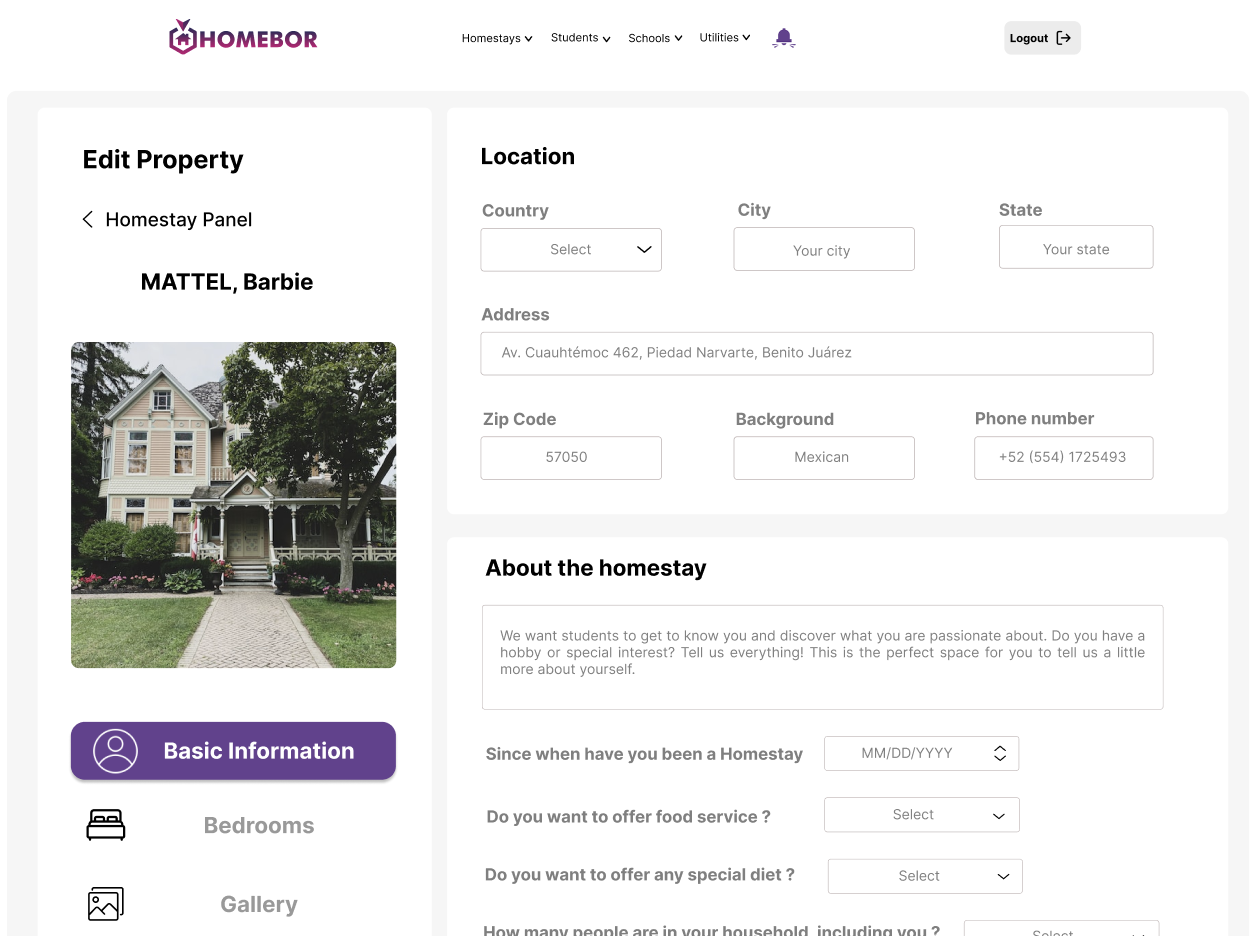 HOMEBOR
Homestays
Students
Schools
Utilities
Logout
Edit Property
Homestay Panel
MATTEL, Barbie
Basic Information
Bedrooms
Gallery
Location
Country
City
State
Select
Your city
Your state
Address
Av. Cuauhtémoc 462, Piedad Narvarte, Benito Juárez
Zip Code
Background
Phone number
57050
Mexican
+52 (554) 1725493
About the homestay
We want students to get to know you and discover what you are passionate about. Do you have a
hobby or special interest? Tell us everything! This is the perfect space for you to tell us a little
more about yourself.
Since when have you been a Homestay
MM/DD/YYYY
Do you want to offer food service ?
Select
Do you want to offer any special diet ?
Select
How many people are in your household, including you ?
Select